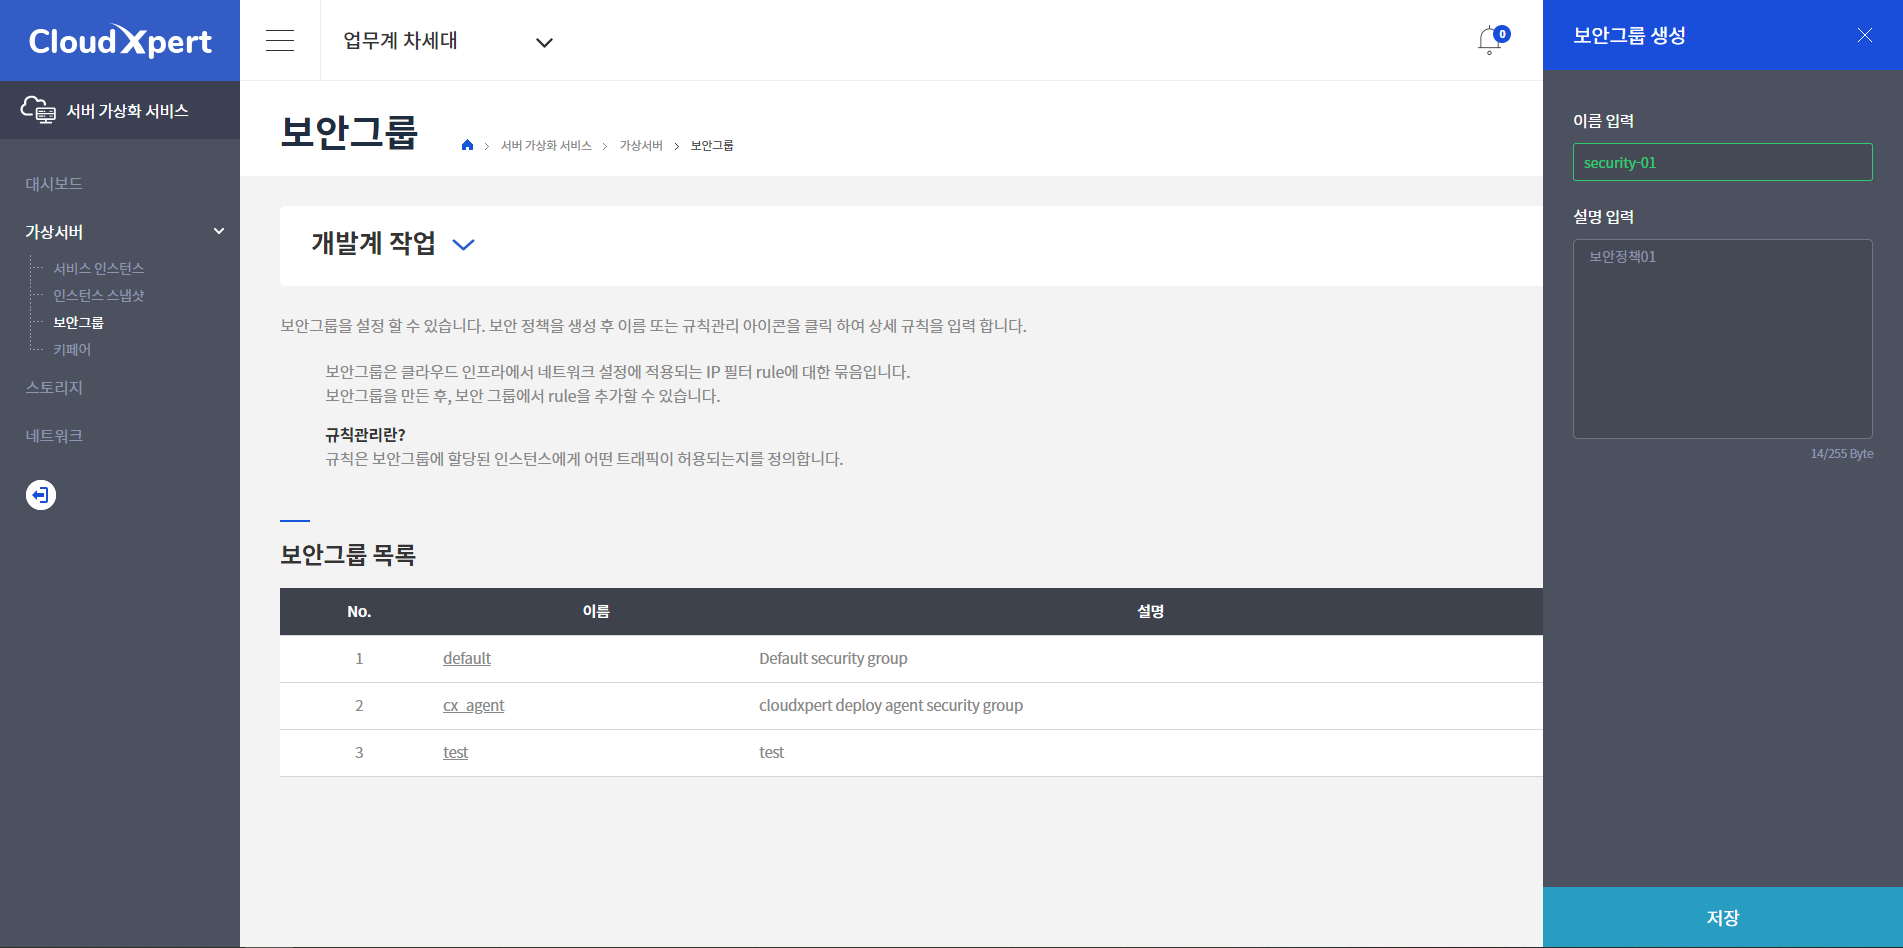 CloudXpert
서버 가상화 서비스
대시보드
가상서버
서비스 인스턴스
인스턴스 스냅샷
보안그룹
키페어
스토리지
네트워크
업무계 차세대
0
보안그룹
서버 가상화 서비스
가상서버
보안그룹
개발계 작업
보안그룹을 설정 할 수 있습니다. 보안 정책을 생성 후 이름 또는 규칙관리 아이콘을 클릭 하여 상세 규칙을 입력 합니다.
보안그룹은 클라우드 인프라에서 네트워크 설정에 적용되는 IP 필터 rule에 대한 묶음입니다.
보안그룹을 만든 후, 보안 그룹에서 rule을 추가할 수 있습니다.
규칙관리란?
규칙은 보안그룹에 할당된 인스턴스에게 어떤 트래픽이 허용되는지를 정의합니다.
보안그룹 목록
No. 이름 설명
1 default Default security group
2 cx_agent cloudxpert deploy agent security group
3 test test
보안그룹 생성
이름 입력
security-01
설명 입력
보안정책01
14/255 Byte
저장